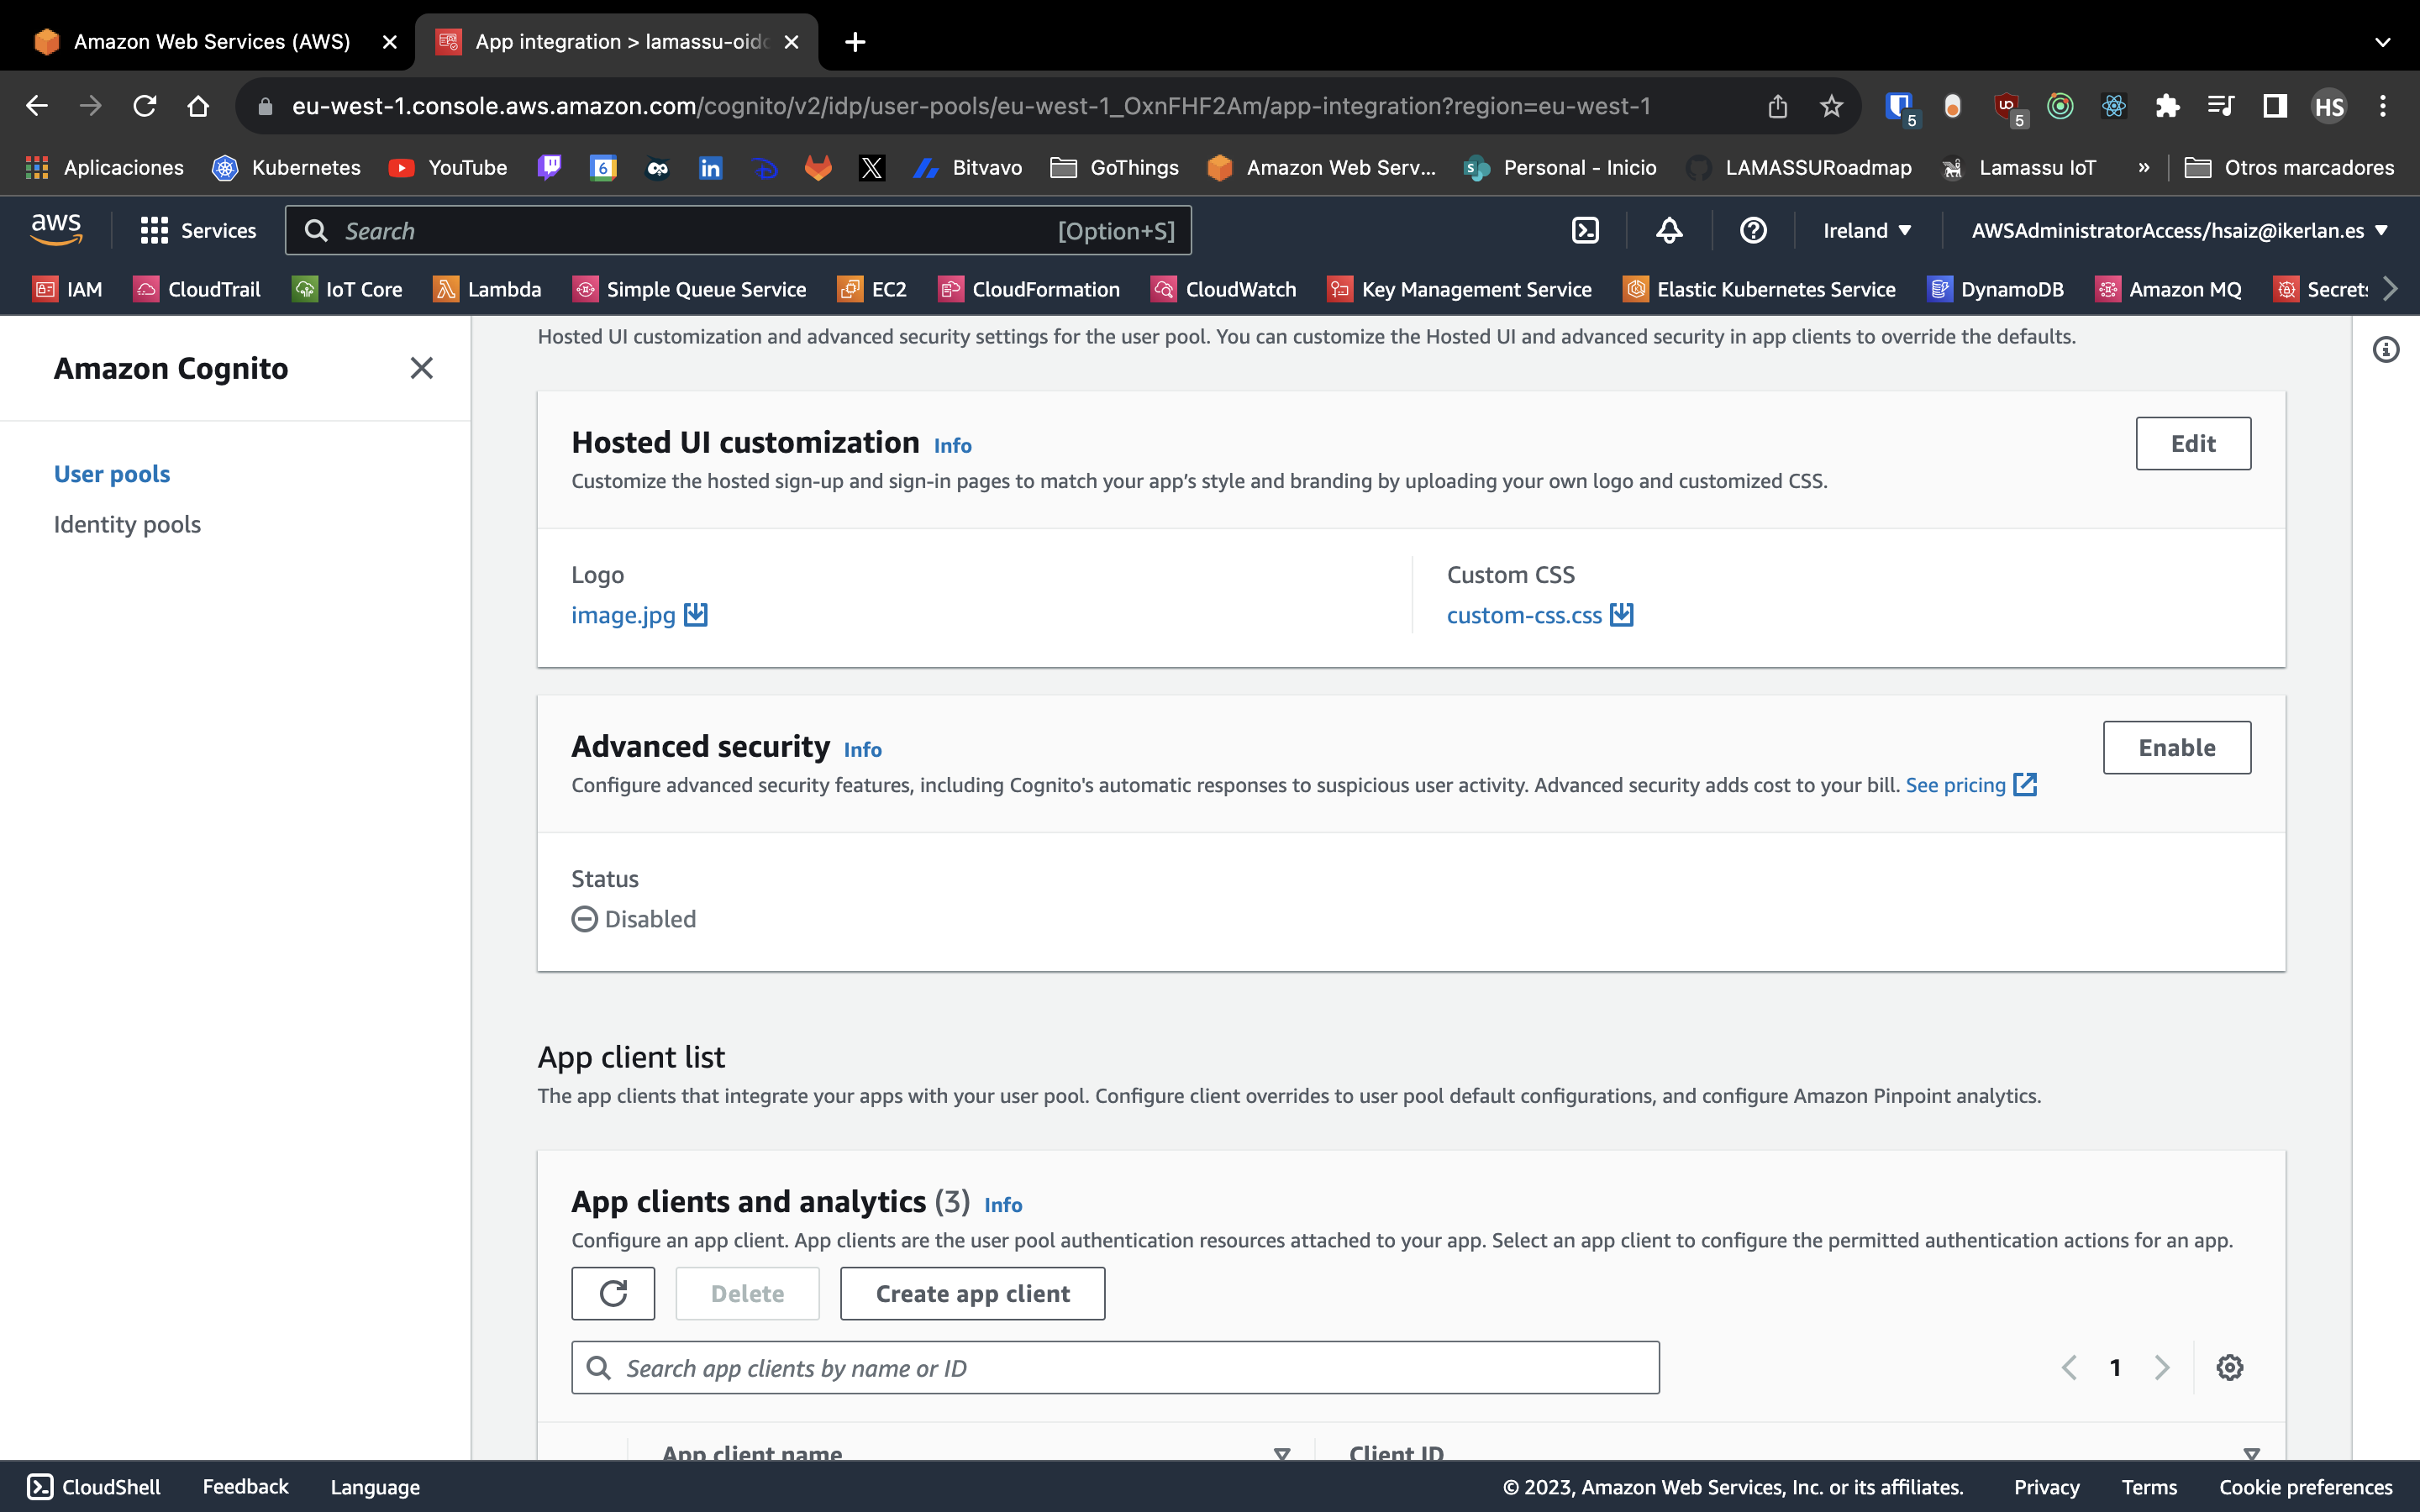 Amazon Web Services (AWS)
App integration > lamassu-oidc
eu-west-1.console.aws.amazon.com/cognito/v2/idp/user-pools/eu-west-1_OxnFHF2Am/app-integration?region=eu-west-1
5
UO
5
HS
Aplicaciones
Kubernetes
YouTube
6
in
Bitvavo
GoThings
Amazon Web Serv...
S
Personal - Inicio
LAMASSURoadmap
Lamassu IoT
»
Otros marcadores
aws
Services
Search
[Option+S]
Ireland
AWSAdministratorAccess/hsaiz@ikerlan.es
IAM
CloudTrail
IoT Core
Lambda
Simple Queue Service
EC2
CloudFormation
CloudWatch
Key Management Service
Elastic Kubernetes Service
DynamoDB
Amazon MQ
Secrets
Amazon Cognito
User pools
Identity pools
Hosted UI customization and advanced security settings for the user pool. You can customize the Hosted UI and advanced security in app clients to override the defaults.
Hosted UI customization Info
Edit
Customize the hosted sign-up and sign-in pages to match your app’s style and branding by uploading your own logo and customized CSS.
Logo
image.jpg
Custom CSS
custom-css.css
Advanced security Info
Enable
Configure advanced security features, including Cognito's automatic responses to suspicious user activity. Advanced security adds cost to your bill. See pricing
Status
Disabled
App client list
The app clients that integrate your apps with your user pool. Configure client overrides to user pool default configurations, and configure Amazon Pinpoint analytics.
App clients and analytics (3) Info
Configure an app client. App clients are the user pool authentication resources attached to your app. Select an app client to configure the permitted authentication actions for an app.
Delete
Create app client
Search app clients by name or ID
1
App client name
Client ID
CloudShell
Feedback
Language
© 2023, Amazon Web Services, Inc. or its affiliates.
Privacy
Terms
Cookie preferences